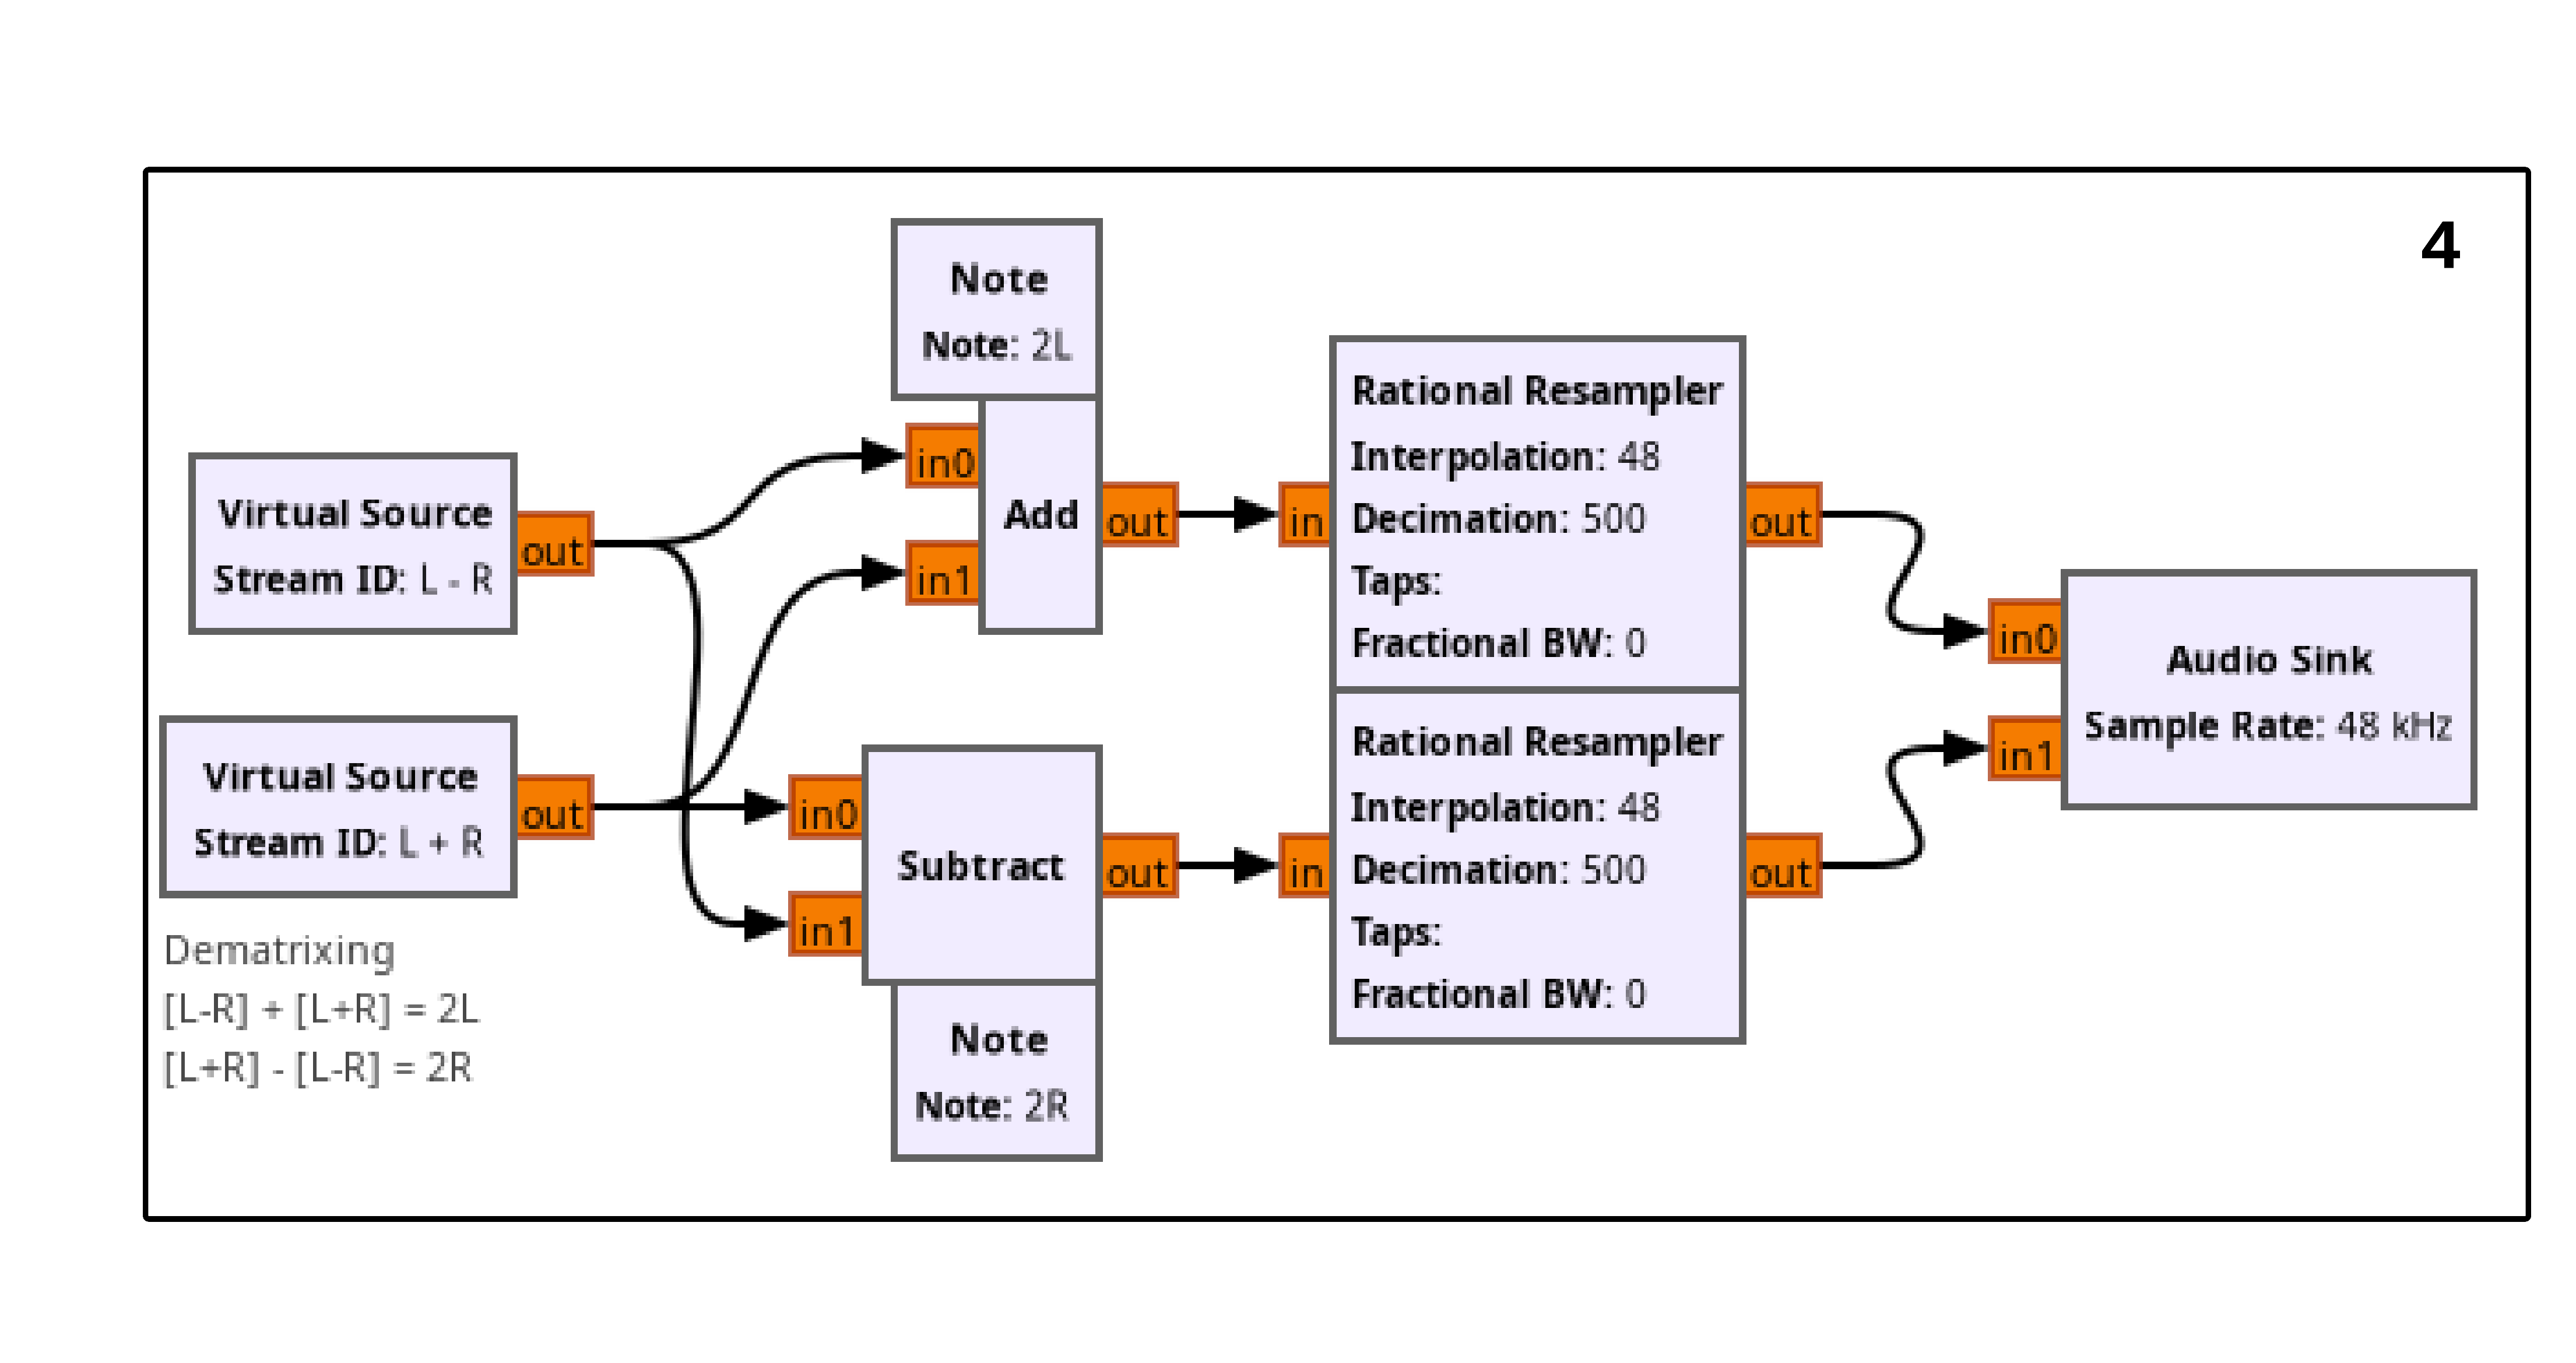 4
Note
Note: 2L
in0
in1
Add
out
Virtual Source
Stream ID: L - R
out
Virtual Source
Stream ID: L + R
out
in0
in1
Subtract
out
Note
Note: 2R
Dematrixing
[L-R] + [L+R] = 2L
[L+R] - [L-R] = 2R
in
Rational Resampler
Interpolation: 48
Decimation: 500
Taps:
Fractional BW: 0
out
in
Rational Resampler
Interpolation: 48
Decimation: 500
Taps:
Fractional BW: 0
out
in0
in1
Audio Sink
Sample Rate: 48 kHz